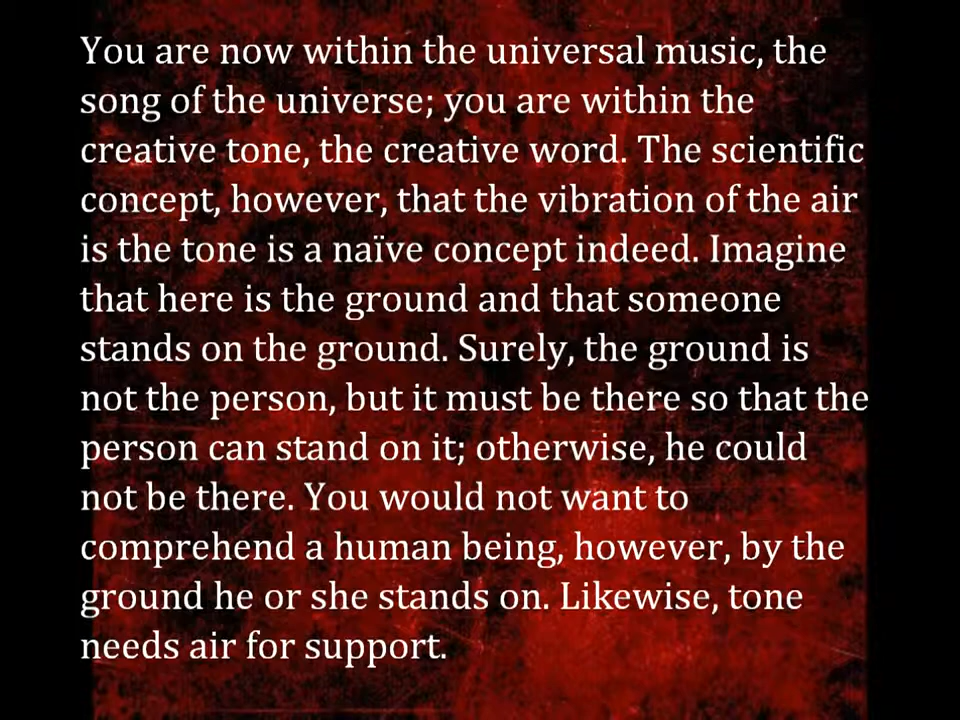 You are now within the universal music, the
song of the universe; you are within the
creative tone, the creative word. The scientific
concept, however, that the vibration of the air
is the tone is a naïve concept indeed. Imagine
that here is the ground and that someone
stands on the ground. Surely, the ground is
not the person, but it must be there so that the
person can stand on it; otherwise, he could
not be there. You would not want to
comprehend a human being, however, by the
ground he or she stands on. Likewise, tone
needs air for support.